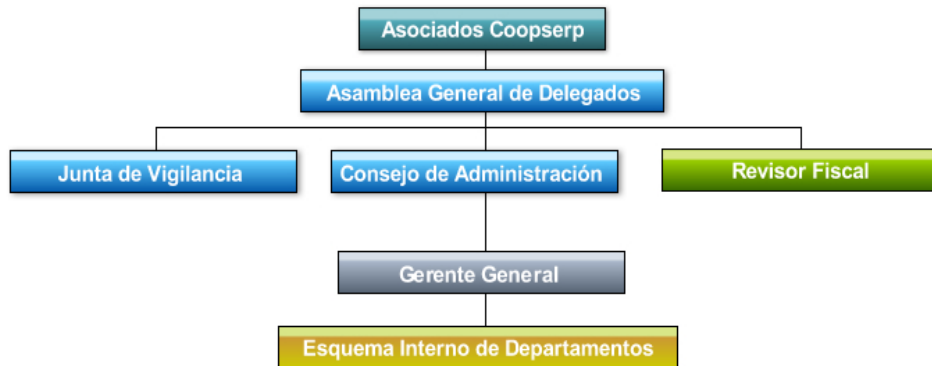 Asociados Coopserp
Asamblea General de Delegados
Junta de Vigilancia
Consejo de Administración
Revisor Fiscal
Gerente General
Esquema Interno de Departamentos